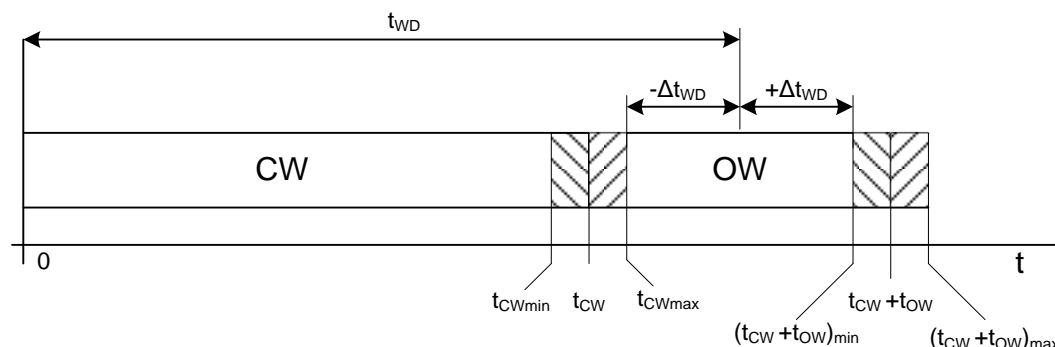 tWD
-ΔtWD
+ΔtWD
CW
OW
0
t
tCWmin
tCW
tCWmax
(tCW +tOW)min
tCW +tOW
(tCW +tOW)max